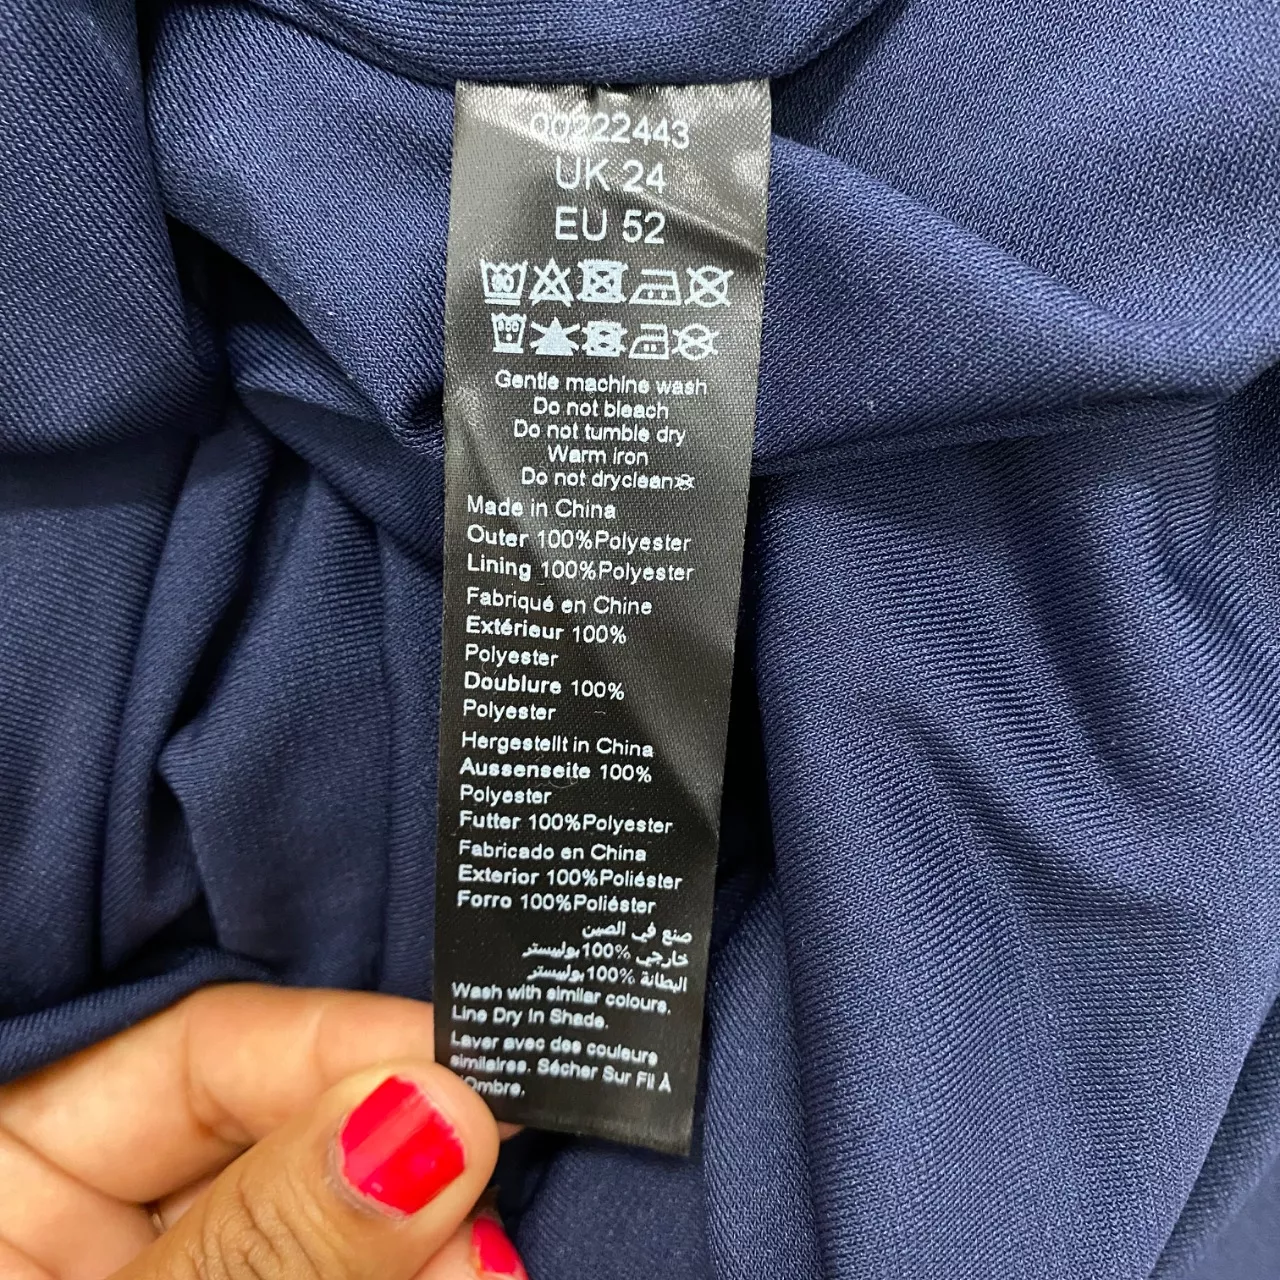 00222443
UK 24
EU 52
Gentle machine wash
Do not bleach
Do not tumble dry
Warm iron
Do not dryclean
Made in China
Outer 100%Polyester
Lining 100%Polyester
Fabriqué en Chine
Extérieur 100%
Polyester
Doublure 100%
Polyester
Hergestellt in China
Aussenseite 100%
Polyester
Futter 100%Polyester
Fabricado en China
Exterior 100%Poliéster
Forro 100%Poliéster
صنع في الصين
خارجي 100% بوليستر
البطانة 100% بوليستر
Wash with similar colours.
Line Dry In Shade.
Laver avec des couleurs
similaires. Sécher Sur Fil À
l'Ombre.